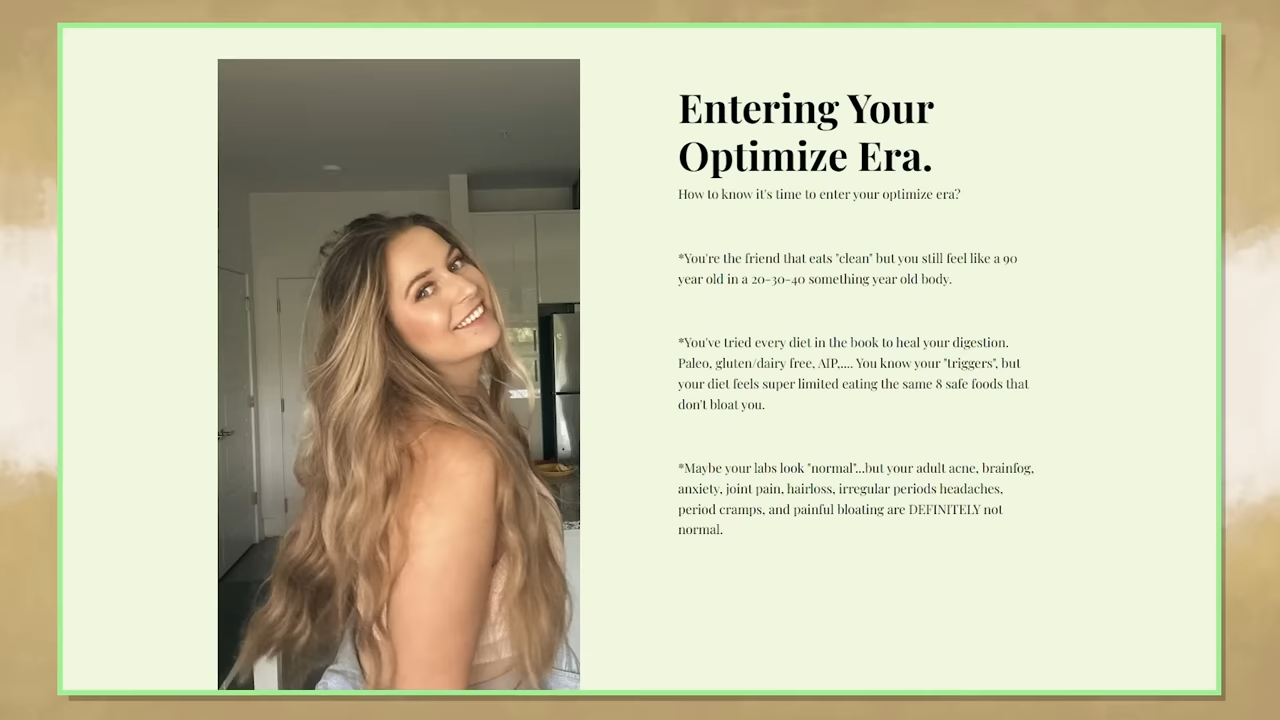 Entering Your
Optimize Era.
How to know it's time to enter your optimize era?
*You're the friend that eats "clean" but you still feel like a 90
year old in a 20-30-40 something year old body.
*You've tried every diet in the book to heal your digestion.
Paleo, gluten/dairy free, AIP,.... You know your "triggers", but
your diet feels super limited eating the same 8 safe foods that
don't bloat you.
*Maybe your labs look "normal"...but your adult acne, brainfog,
anxiety, joint pain, hairloss, irregular periods headaches,
period cramps, and painful bloating are DEFINITELY not
normal.